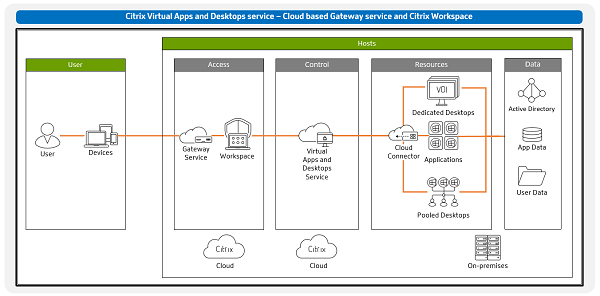 Citrix Virtual Apps and Desktops service – Cloud based Gateway service and Citrix Workspace
Hosts
User
Access
Control
Resources
Data
VDI
Dedicated Desktops
Active Directory
User
Devices
Gateway
Service
Workspace
Virtual
Apps and
Desktops
Service
Cloud
Connector
Applications
App Data
Pooled Desktops
User Data
Citrix
Cloud
Citrix
Cloud
On-premises